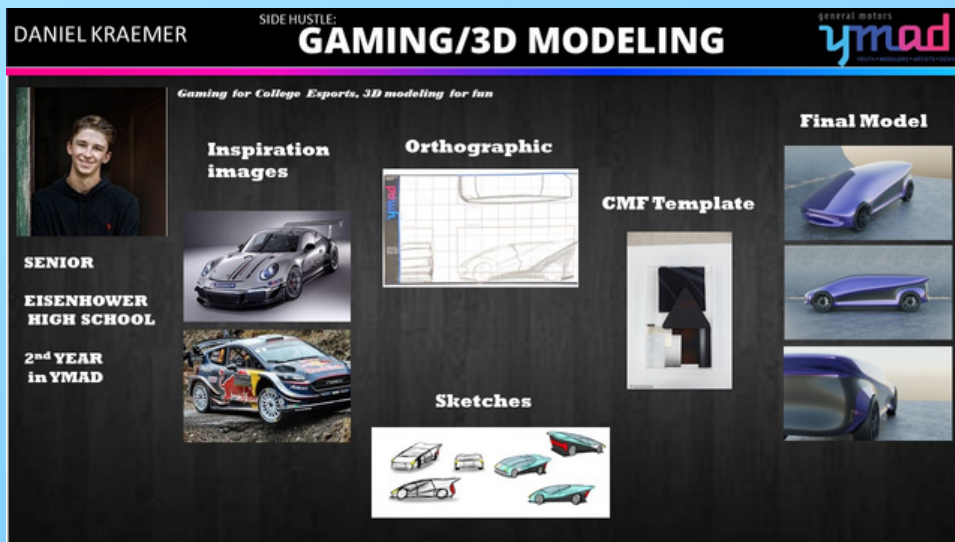 DANIEL KRAEMER
SIDE HUSTLE:
GAMING/3D MODELING
general motors
ymad
Gaming for College Esports, 3D modeling for fun
Inspiration
images
Orthographic
CMF Template
Final Model
SENIOR
EISENHOWER
HIGH SCHOOL
2nd YEAR
in YMAD
Sketches
ymad